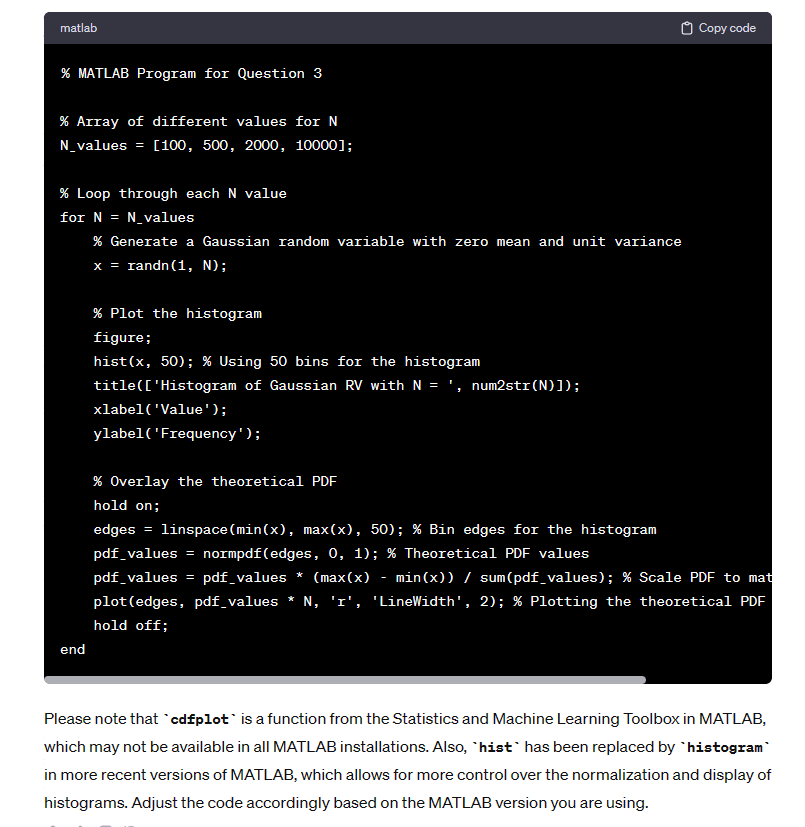 matlab
Copy code
% MATLAB Program for Question 3
% Array of different values for N
N_values = [100, 500, 2000, 10000];
% Loop through each N value
for N = N_values
% Generate a Gaussian random variable with zero mean and unit variance
x = randn(1, N);
% Plot the histogram
figure;
hist(x, 50); % Using 50 bins for the histogram
title(['Histogram of Gaussian RV with N = ', num2str(N)]);
xlabel('Value');
ylabel('Frequency');
% Overlay the theoretical PDF
hold on;
edges = linspace(min(x), max(x), 50); % Bin edges for the histogram
pdf_values = normpdf(edges, 0, 1); % Theoretical PDF values
pdf_values = pdf_values * (max(x) - min(x)) / sum(pdf_values); % Scale PDF to mat
plot(edges, pdf_values * N, 'r', 'LineWidth', 2); % Plotting the theoretical PDF
hold off;
end
Please note that `cdfplot` is a function from the Statistics and Machine Learning Toolbox in MATLAB,
which may not be available in all MATLAB installations. Also, `hist` has been replaced by `histogram`
in more recent versions of MATLAB, which allows for more control over the normalization and display of
histograms. Adjust the code accordingly based on the MATLAB version you are using.